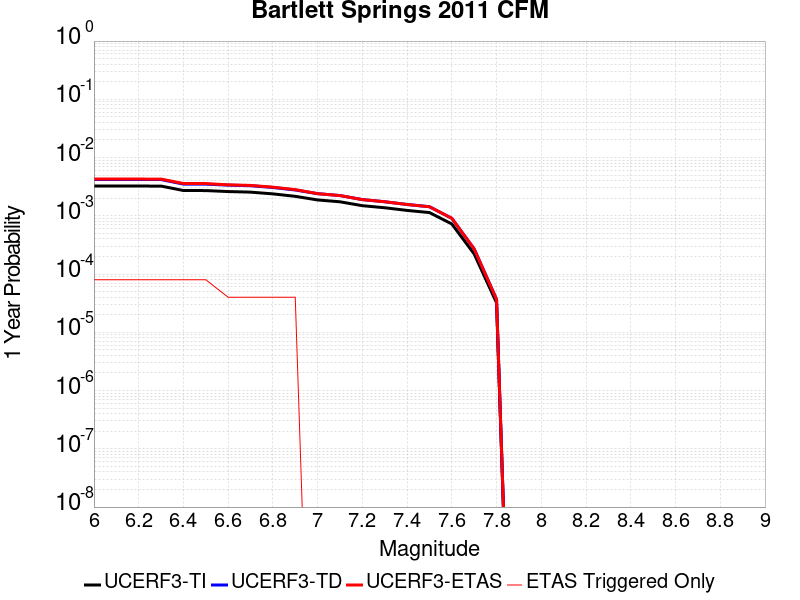 Bartlett Springs 2011 CFM
10^0
10^-1
10^-2
10^-3
10^-4
10^-5
10^-6
10^-7
10^-8
1 Year Probability
6 6.2 6.4 6.6 6.8 7 7.2 7.4 7.6 7.8 8 8.2 8.4 8.6 8.8 9
Magnitude
UCERF3-TI UCERF3-TD UCERF3-ETAS ETAS Triggered Only